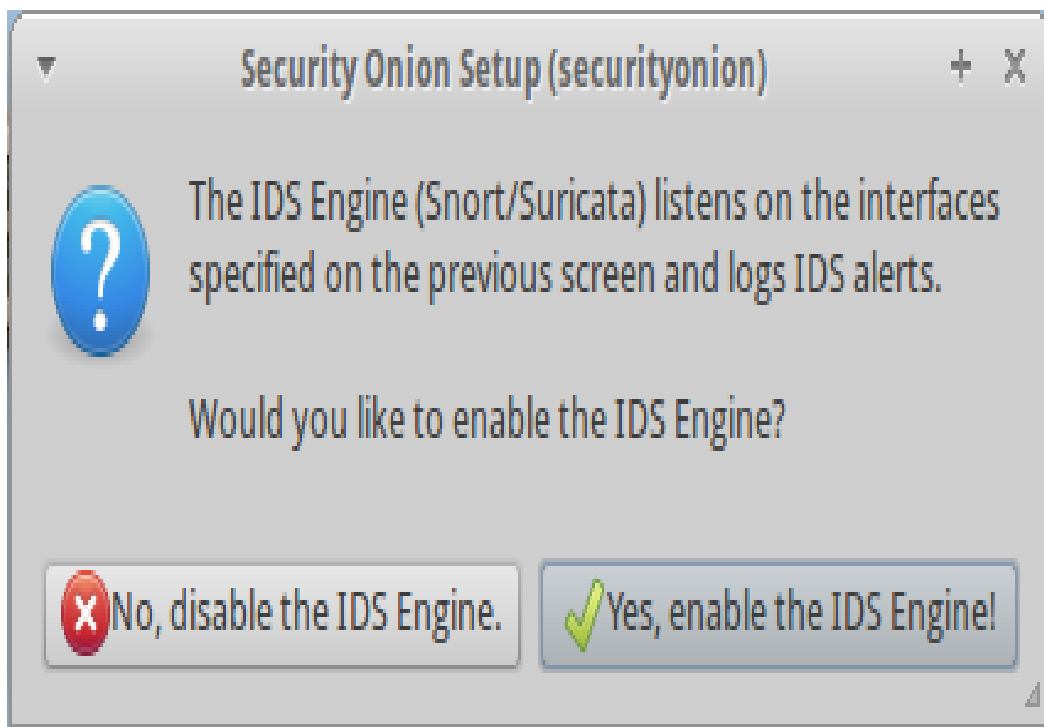 Security Onion Setup (securityonion)
The IDS Engine (Snort/Suricata) listens on the interfaces
specified on the previous screen and logs IDS alerts.
Would you like to enable the IDS Engine?
No, disable the IDS Engine.
Yes, enable the IDS Engine!